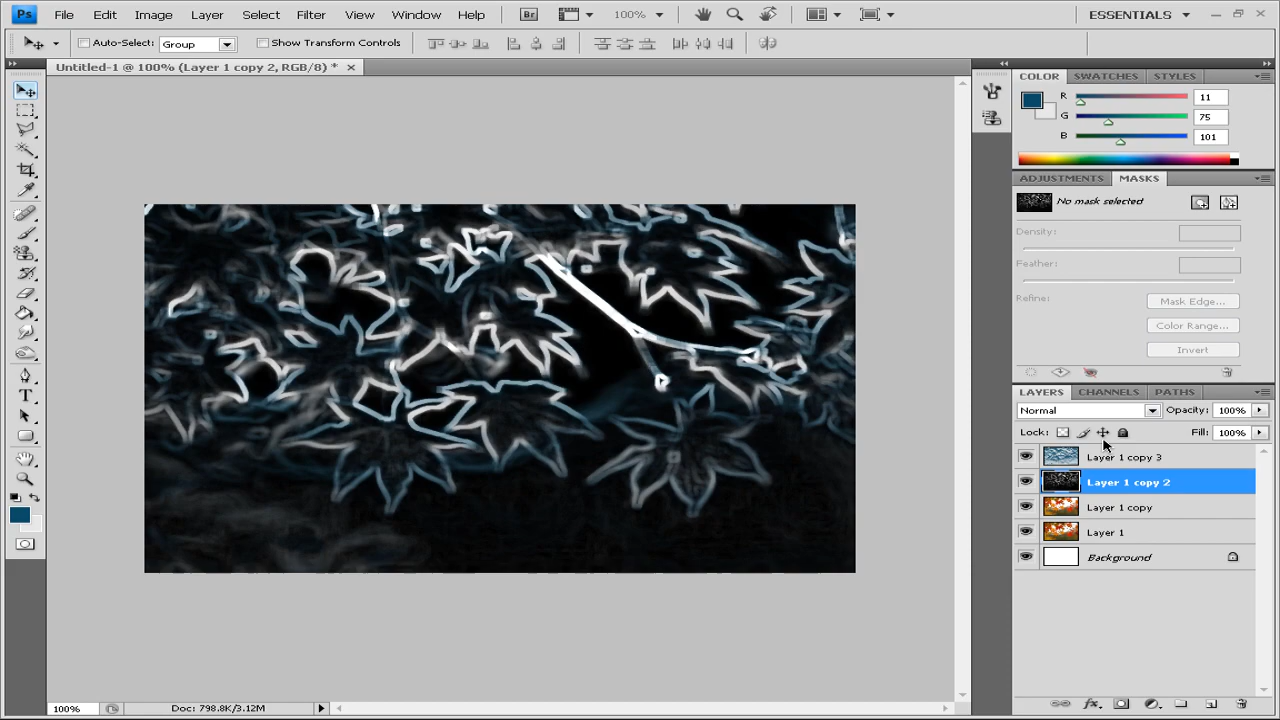 Ps File Edit Image Layer Select Filter Analysis View Window Help Br 100% ESSENTIALS
Auto-Select: Group Show Transform Controls
Untitled-1 @ 100% (Layer 1 copy 2, RGB/8) * ×
COLOR SWATCHES STYLES
R 11
G 75
B 101
ADJUSTMENTS MASKS
No mask selected
Density:
Feather:
Refine: Mask Edge...
Color Range...
Invert
LAYERS CHANNELS PATHS
Normal Opacity: 100%
Lock: Fill: 100%
Layer 1 copy 3
Layer 1 copy 2
Layer 1 copy
Layer 1
Background
100% Doc: 798.8K/3.12M